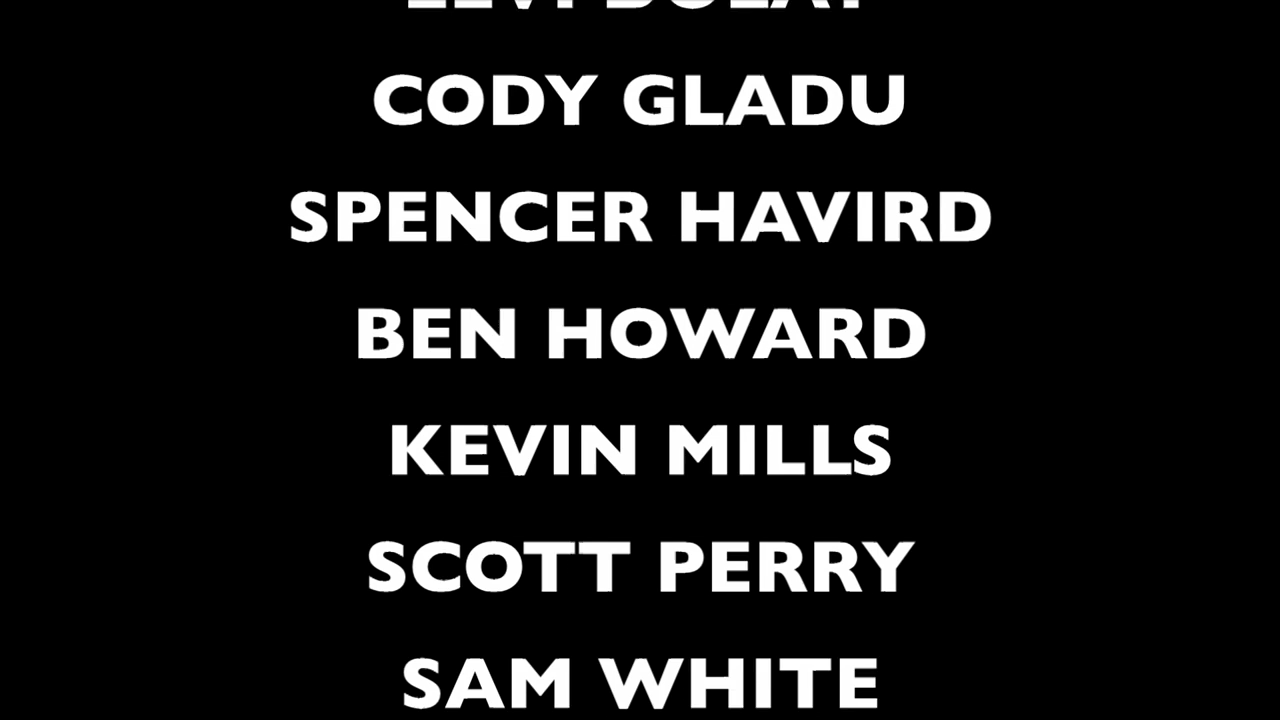 CODY GLADU
SPENCER HAVIRD
BEN HOWARD
KEVIN MILLS
SCOTT PERRY
SAM WHITE